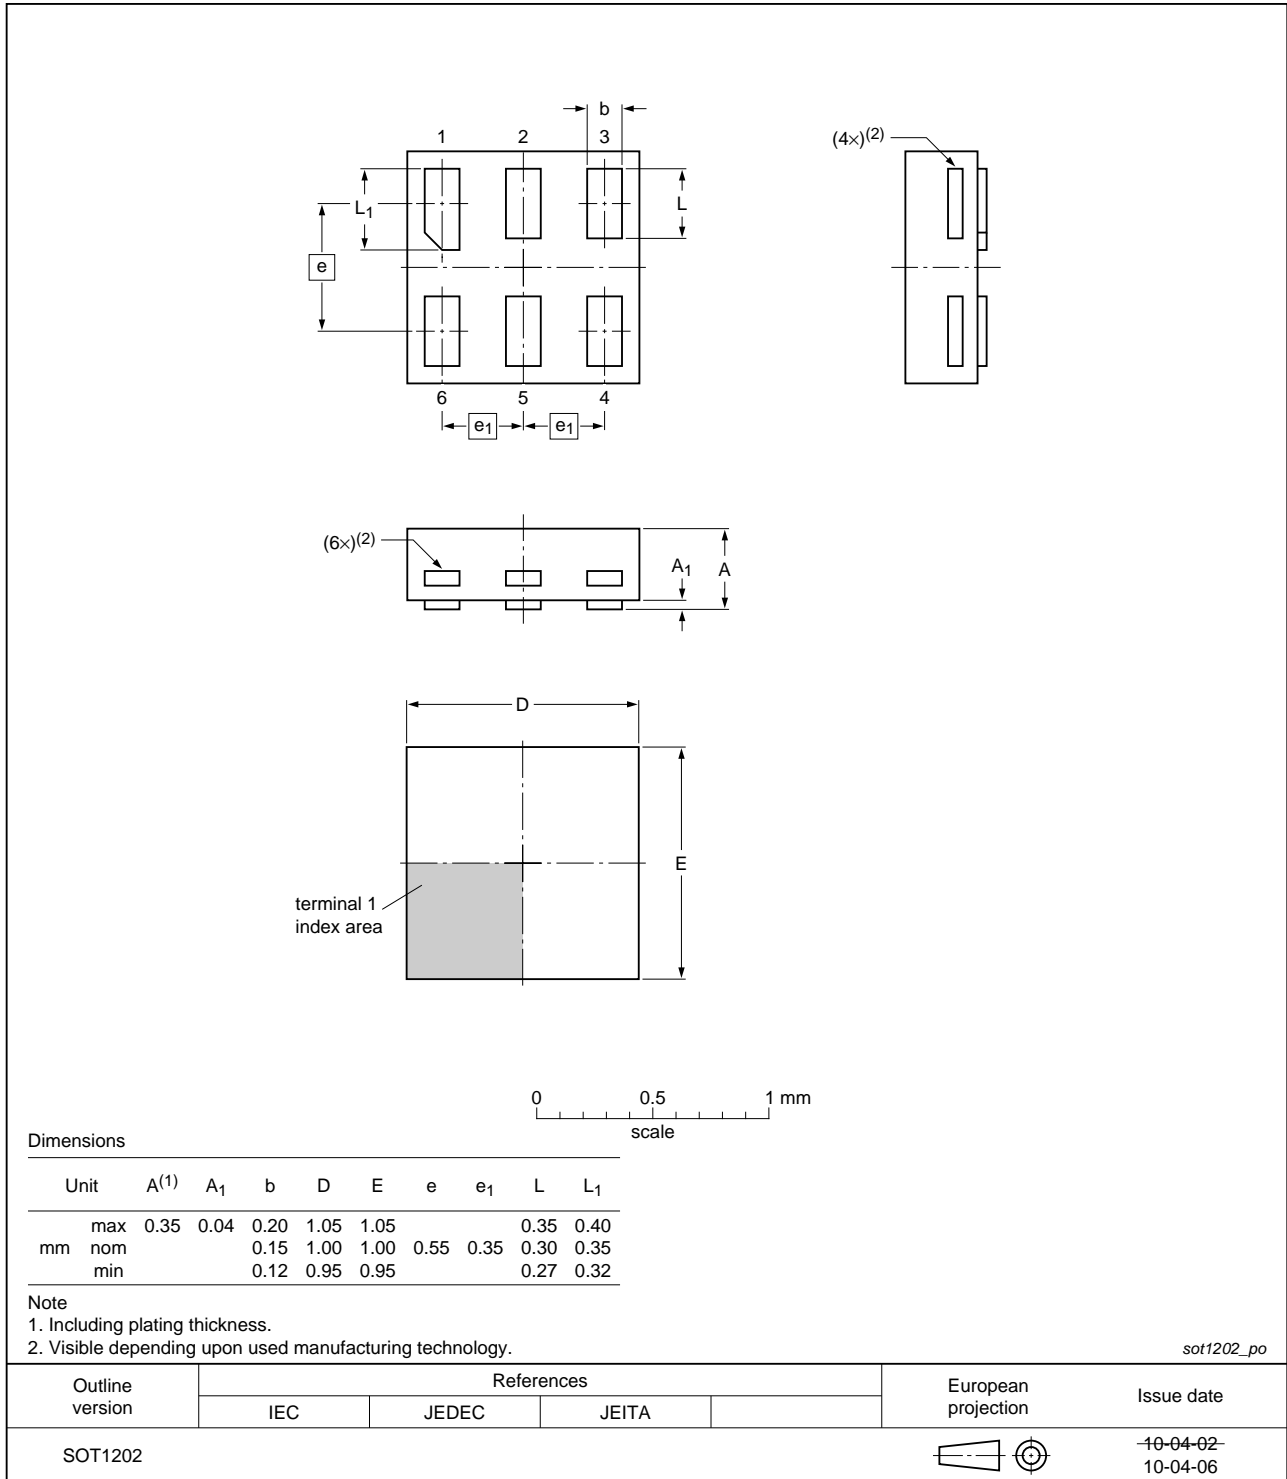 b
1 2 3
(4×)(2)
L1
L
e
6 5 4
e1 e1
(6×)(2)
A1 A
D
E
terminal 1
index area
0 0.5 1 mm
scale
Dimensions
Unit A(1) A1 b D E e e1 L L1
max 0.35 0.04 0.20 1.05 1.05 0.35 0.40
mm nom 0.15 1.00 1.00 0.55 0.35 0.30 0.35
min 0.12 0.95 0.95 0.27 0.32
Note
1. Including plating thickness.
2. Visible depending upon used manufacturing technology.
sot1202_po
Outline
version
References
IEC JEDEC JEITA
European
projection
Issue date
SOT1202
10-04-02
10-04-06